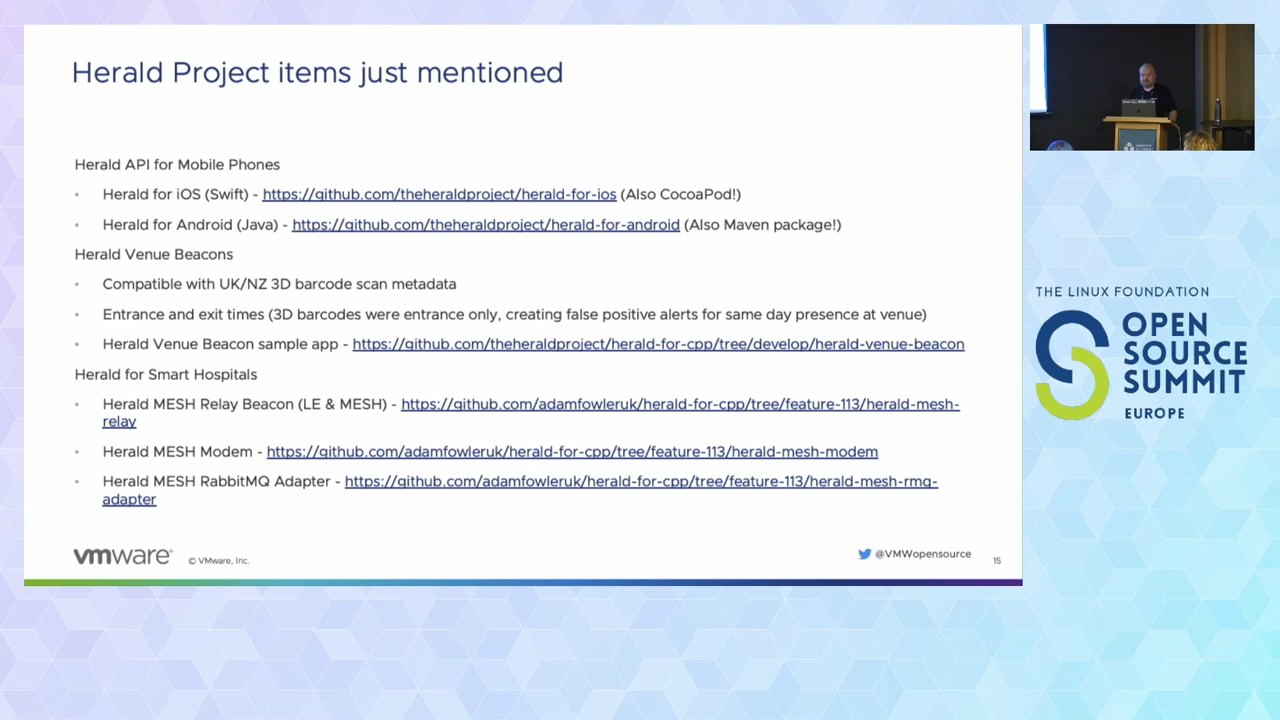 Herald Project items just mentioned
Herald API for Mobile Phones
• Herald for iOS (Swift) - https://github.com/theheraldproject/herald-for-ios (Also CocoaPod!)
• Herald for Android (Java) - https://github.com/theheraldproject/herald-for-android (Also Maven package!)
Herald Venue Beacons
• Compatible with UK/NZ 3D barcode scan metadata
• Entrance and exit times (3D barcodes were entrance only, creating false positive alerts for same day presence at venue)
• Herald Venue Beacon sample app - https://github.com/theheraldproject/herald-for-cpp/tree/develop/herald-venue-beacon
Herald for Smart Hospitals
• Herald MESH Relay Beacon (LE & MESH) - https://github.com/adamfowleruk/herald-for-cpp/tree/feature-113/herald-mesh-
relay
• Herald MESH Modem - https://github.com/adamfowleruk/herald-for-cpp/tree/feature-113/herald-mesh-modem
• Herald MESH RabbitMQ Adapter - https://github.com/adamfowleruk/herald-for-cpp/tree/feature-113/herald-mesh-rmq-
adapter
vmware® © VMware, Inc.
@VMWopensource
15
THE LINUX FOUNDATION
OPEN
SOURCE
SUMMIT
EUROPE